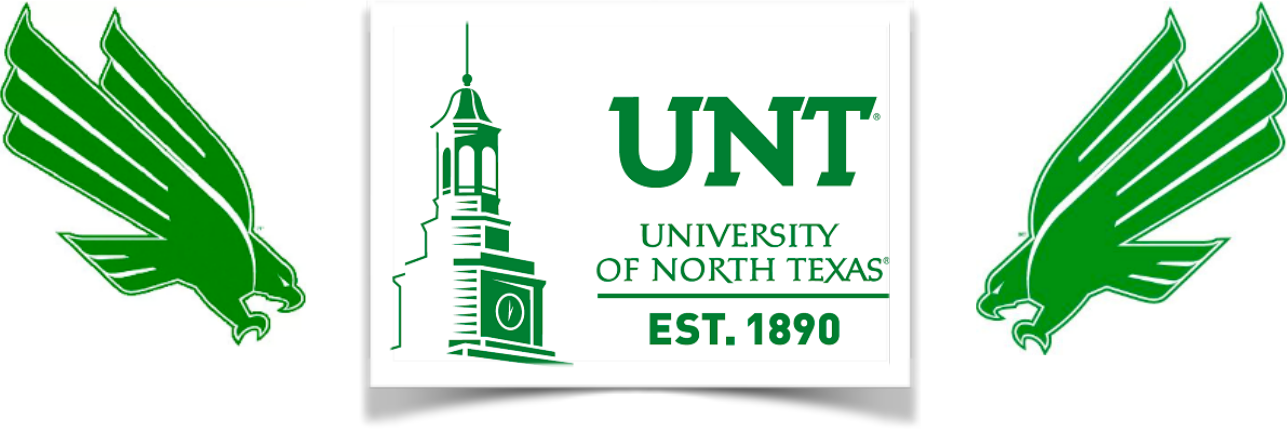 UNT®
UNIVERSITY
OF NORTH TEXAS®
EST. 1890